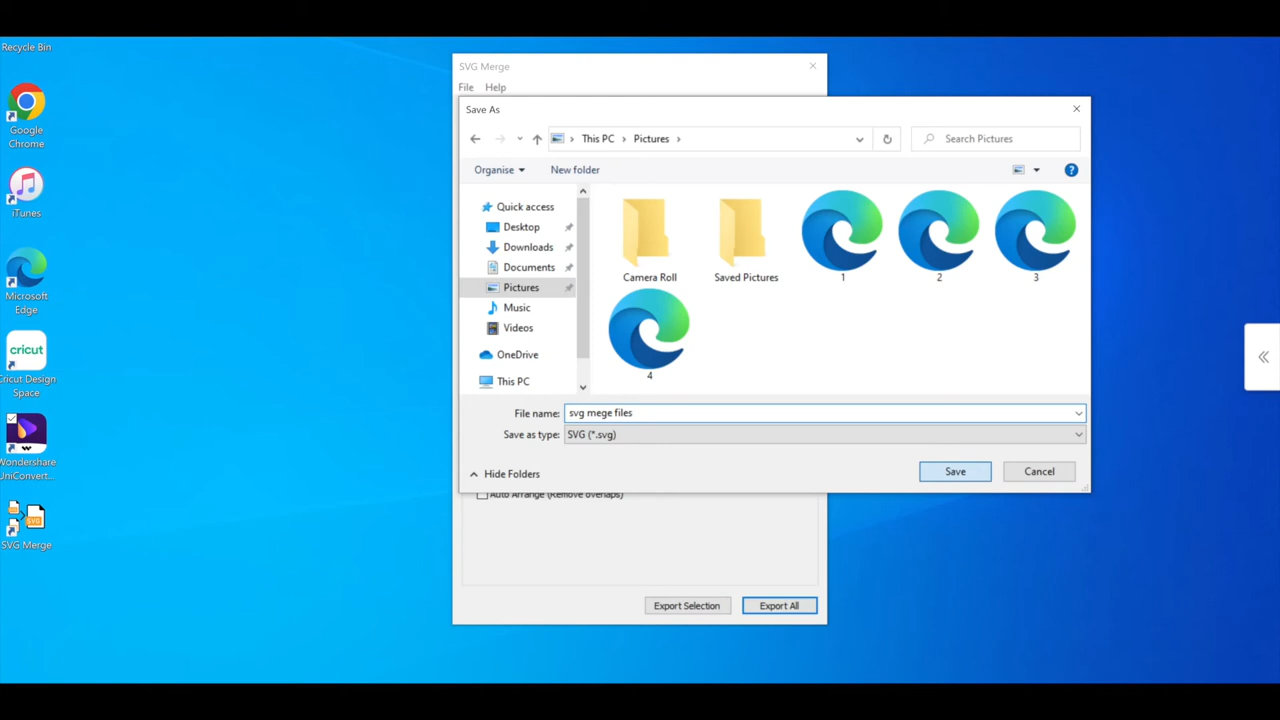 Recycle Bin
Google
Chrome
iTunes
Microsoft
Edge
cricut
Cricut Design
Space
Wondershare
UniConvert...
SVG
SVG Merge
SVG Merge
File Help
Save As
This PC > Pictures >
Search Pictures
Organise New folder
Quick access
Desktop
Downloads
Documents
Pictures
Music
Videos
OneDrive
This PC
Camera Roll
Saved Pictures
1
2
3
4
File name: svg mege files
Save as type: SVG (*.svg)
Hide Folders
Save
Cancel
Auto Arrange (Remove overlaps)
Export Selection
Export All